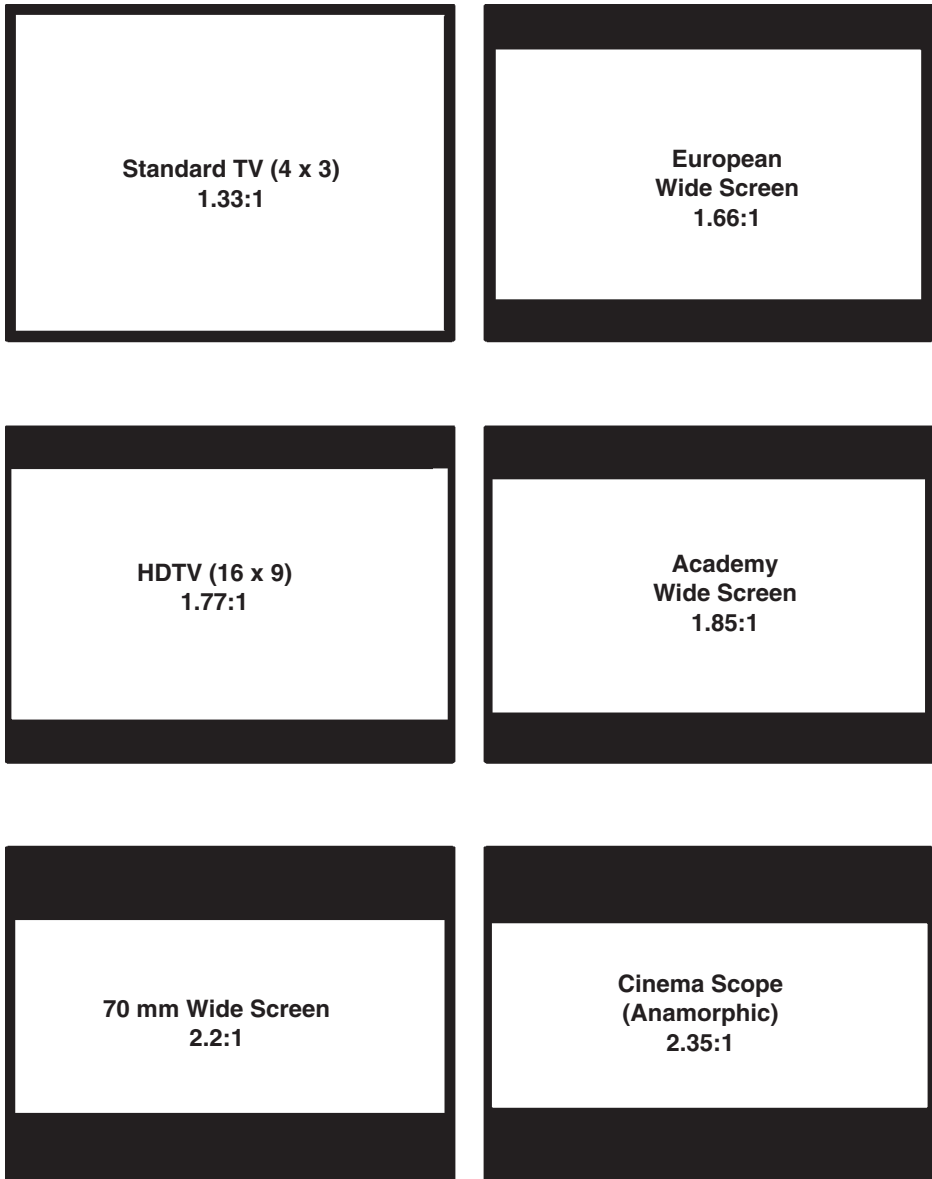 Standard TV (4 x 3)
1.33:1
European
Wide Screen
1.66:1
HDTV (16 x 9)
1.77:1
Academy
Wide Screen
1.85:1
70 mm Wide Screen
2.2:1
Cinema Scope
(Anamorphic)
2.35:1